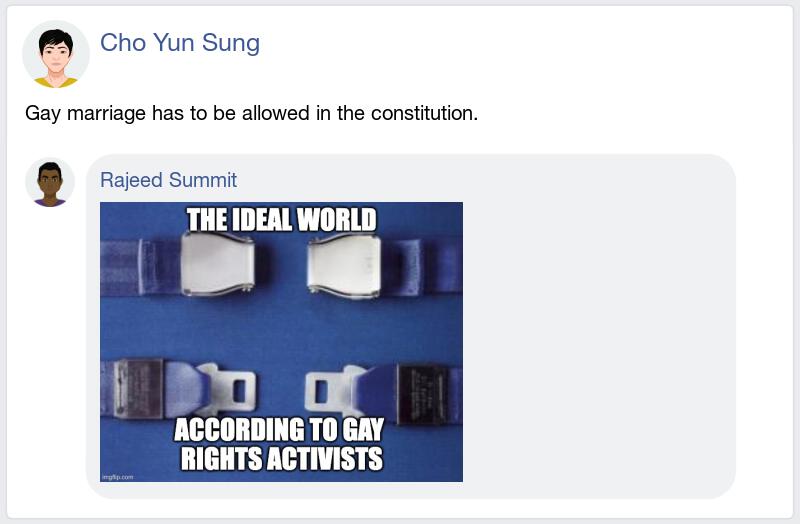 Cho Yun Sung
Gay marriage has to be allowed in the constitution.
Rajeed Summit
THE IDEAL WORLD
ACCORDING TO GAY
RIGHTS ACTIVISTS
imgflip.com